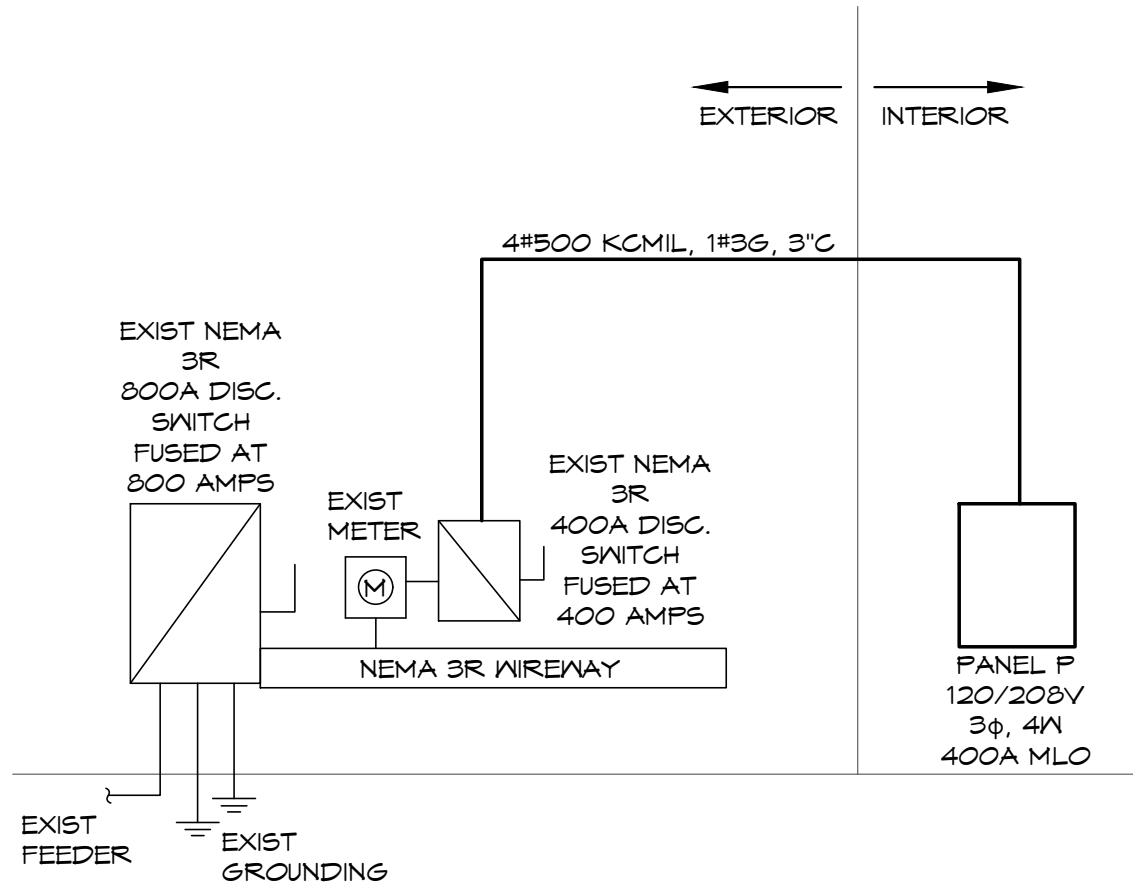 EXTERIOR
INTERIOR
4#500 KCMIL, 1#3G, 3"C
EXIST NEMA
3R
800A DISC.
SWITCH
FUSED AT
800 AMPS
EXIST
METER
M
EXIST NEMA
3R
400A DISC.
SWITCH
FUSED AT
400 AMPS
NEMA 3R WIREWAY
PANEL P
120/208V
3ϕ, 4W
400A MLO
EXIST
FEEDER
EXIST
GROUNDING